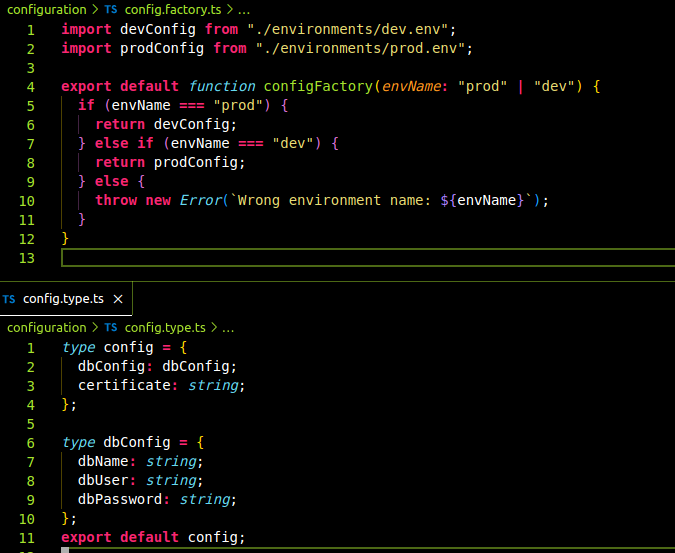 configuration > TS config.factory.ts > ...
1 import devConfig from "./environments/dev.env";
2 import prodConfig from "./environments/prod.env";
3
4 export default function configFactory(envName: "prod" | "dev") {
5   if (envName === "prod") {
6     return devConfig;
7   } else if (envName === "dev") {
8     return prodConfig;
9   } else {
10     throw new Error(`Wrong environment name: ${envName}`);
11   }
12 }
13
TS config.type.ts ×
configuration > TS config.type.ts > ...
1 type config = {
2   dbConfig: dbConfig;
3   certificate: string;
4 };
5
6 type dbConfig = {
7   dbName: string;
8   dbUser: string;
9   dbPassword: string;
10 };
11 export default config;